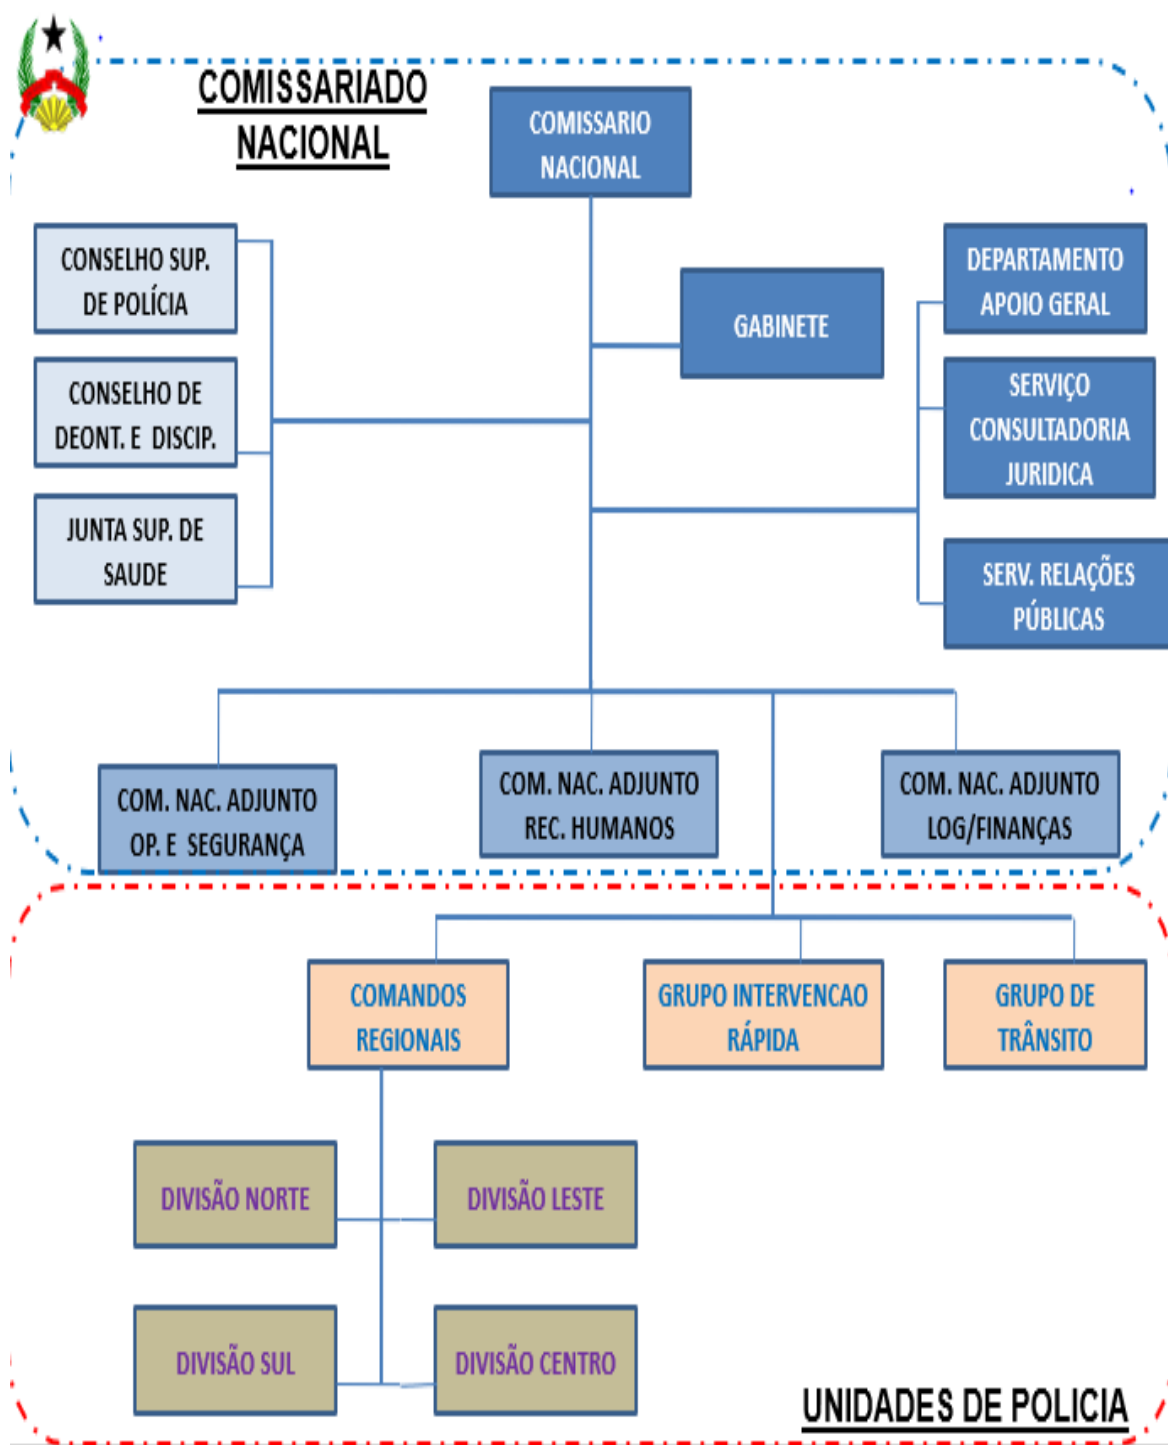 COMISSARIADO
NACIONAL
COMISSARIO
NACIONAL
CONSELHO SUP.
DE POLÍCIA
CONSELHO DE
DEONT. E DISCIP.
JUNTA SUP. DE
SAUDE
GABINETE
DEPARTAMENTO
APOIO GERAL
SERVIÇO
CONSULTADORIA
JURIDICA
SERV. RELAÇÕES
PÚBLICAS
COM. NAC. ADJUNTO
OP. E SEGURANÇA
COM. NAC. ADJUNTO
REC. HUMANOS
COM. NAC. ADJUNTO
LOG/FINANÇAS
COMANDOS
REGIONAIS
GRUPO INTERVENCAO
RÁPIDA
GRUPO DE
TRÂNSITO
DIVISÃO NORTE
DIVISÃO LESTE
DIVISÃO SUL
DIVISÃO CENTRO
UNIDADES DE POLICIA